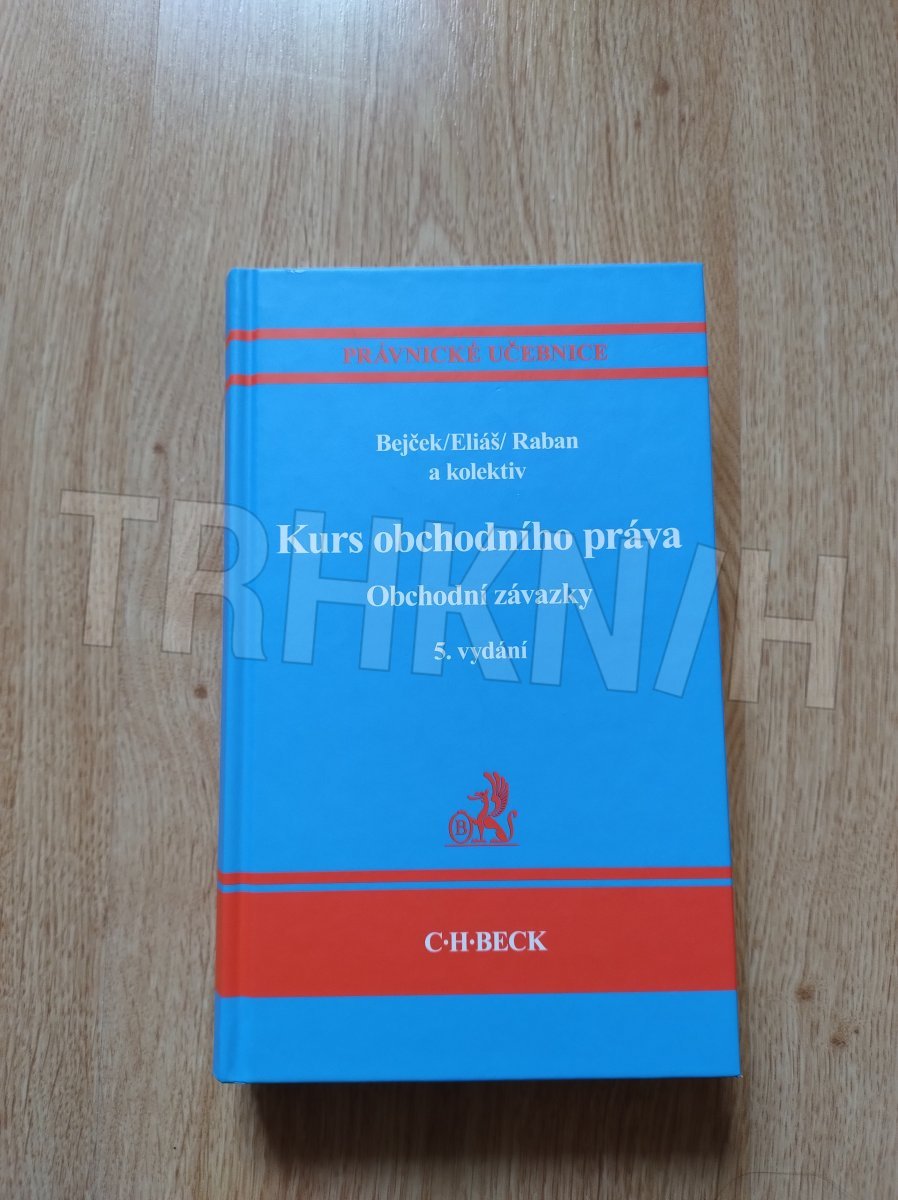 PRÁVNICKÉ UČEBNICE
Bejček/Eliáš/ Raban
a kolektiv
Kurs obchodního práva
TRHKNIH
Obchodní závazky
5. vydání
B
C·H·BECK